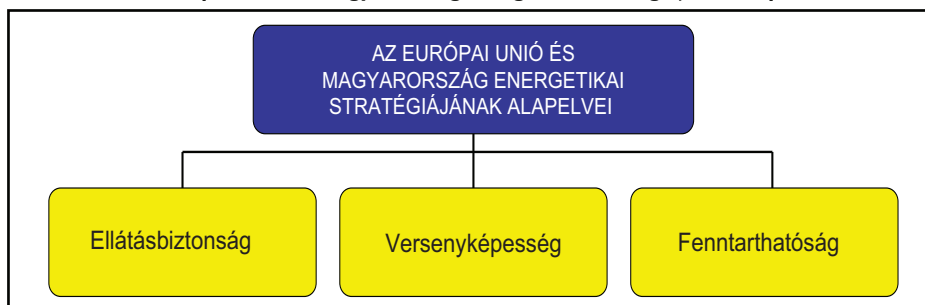 AZ EURÓPAI UNIÓ ÉS
MAGYARORSZÁG ENERGETIKAI
STRATÉGIÁJÁNAK ALAPELVEI
Ellátásbiztonság
Versenyképesség
Fenntarthatóság